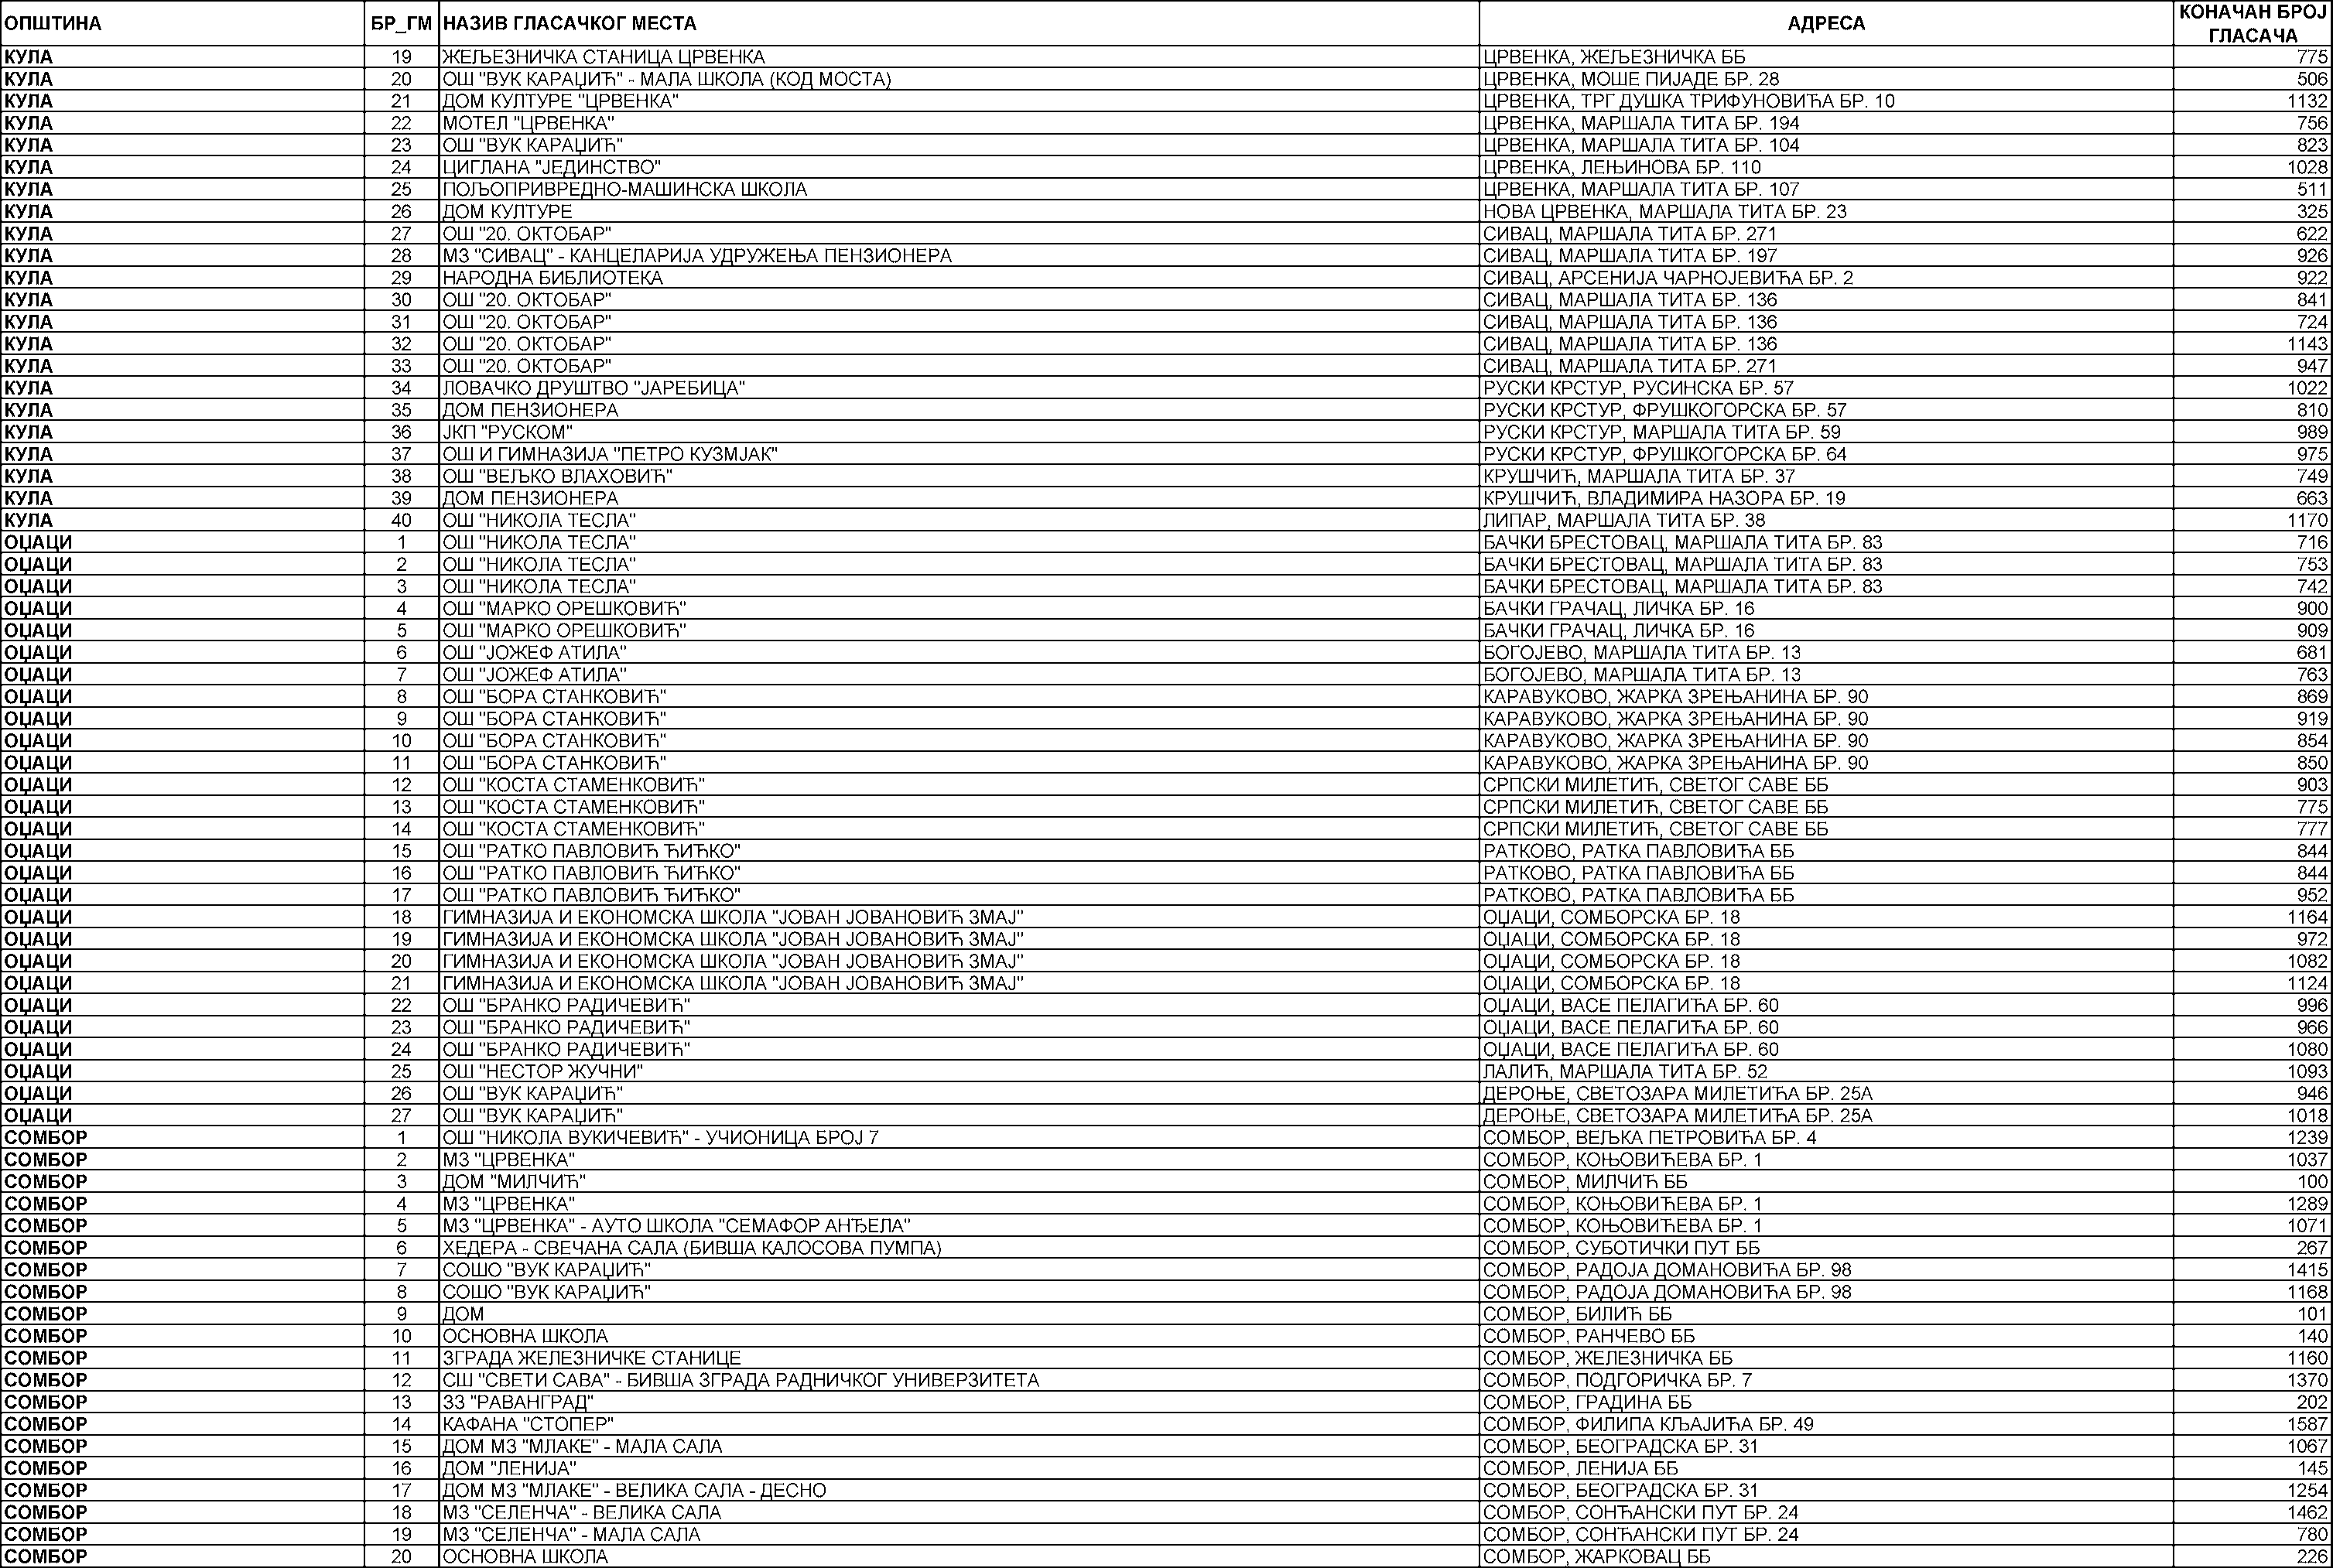 ОПШТИНА БР_ГМ НАЗИВ ГЛАСАЧКОГ МЕСТА АДРЕСА КОНАЧАН БРОЈ ГЛАСАЧА
КУЛА 19 ЖЕЉЕЗНИЧКА СТАНИЦА ЦРВЕНКА ЦРВЕНКА, ЖЕЉЕЗНИЧКА ББ 775
КУЛА 20 ОШ "ВУК КАРАЏИЋ" - МАЛА ШКОЛА (КОД МОСТА) ЦРВЕНКА, МОШЕ ПИЈАДЕ БР. 28 506
КУЛА 21 ДОМ КУЛТУРЕ "ЦРВЕНКА" ЦРВЕНКА, ТРГ ДУШКА ТРИФУНОВИЋА БР. 10 1132
КУЛА 22 МОТЕЛ "ЦРВЕНКА" ЦРВЕНКА, МАРШАЛА ТИТА БР. 194 756
КУЛА 23 ОШ "ВУК КАРАЏИЋ" ЦРВЕНКА, МАРШАЛА ТИТА БР. 104 823
КУЛА 24 ЦИГЛАНА "ЈЕДИНСТВО" ЦРВЕНКА, ЛЕЊИНОВА БР. 110 1028
КУЛА 25 ПОЉОПРИВРЕДНО-МАШИНСКА ШКОЛА ЦРВЕНКА, МАРШАЛА ТИТА БР. 107 511
КУЛА 26 ДОМ КУЛТУРЕ НОВА ЦРВЕНКА, МАРШАЛА ТИТА БР. 23 325
КУЛА 27 ОШ "20. ОКТОБАР" СИВАЦ, МАРШАЛА ТИТА БР. 271 622
КУЛА 28 МЗ "СИВАЦ" - КАНЦЕЛАРИЈА УДРУЖЕЊА ПЕНЗИОНЕРА СИВАЦ, МАРШАЛА ТИТА БР. 197 926
КУЛА 29 НАРОДНА БИБЛИОТЕКА СИВАЦ, АРСЕНИЈА ЧАРНОЈЕВИЋА БР. 2 922
КУЛА 30 ОШ "20. ОКТОБАР" СИВАЦ, МАРШАЛА ТИТА БР. 136 841
КУЛА 31 ОШ "20. ОКТОБАР" СИВАЦ, МАРШАЛА ТИТА БР. 136 724
КУЛА 32 ОШ "20. ОКТОБАР" СИВАЦ, МАРШАЛА ТИТА БР. 136 1143
КУЛА 33 ОШ "20. ОКТОБАР" СИВАЦ, МАРШАЛА ТИТА БР. 271 947
КУЛА 34 ЛОВАЧКО ДРУШТВО "ЈАРЕБИЦА" РУСКИ КРСТУР, РУСИНСКА БР. 57 1022
КУЛА 35 ДОМ ПЕНЗИОНЕРА РУСКИ КРСТУР, ФРУШКОГОРСКА БР. 57 810
КУЛА 36 ЈКП "РУСКОМ" РУСКИ КРСТУР, МАРШАЛА ТИТА БР. 59 989
КУЛА 37 ОШ И ГИМНАЗИЈА "ПЕТРО КУЗМЈАК" РУСКИ КРСТУР, ФРУШКОГОРСКА БР. 64 975
КУЛА 38 ОШ "ВЕЉКО ВЛАХОВИЋ" КРУШЧИЋ, МАРШАЛА ТИТА БР. 37 749
КУЛА 39 ДОМ ПЕНЗИОНЕРА КРУШЧИЋ, ВЛАДИМИРА НАЗОРА БР. 19 663
КУЛА 40 ОШ "НИКОЛА ТЕСЛА" ЛИПАР, МАРШАЛА ТИТА БР. 38 1170
ОЏАЦИ 1 ОШ "НИКОЛА ТЕСЛА" БАЧКИ БРЕСТОВАЦ, МАРШАЛА ТИТА БР. 83 716
ОЏАЦИ 2 ОШ "НИКОЛА ТЕСЛА" БАЧКИ БРЕСТОВАЦ, МАРШАЛА ТИТА БР. 83 753
ОЏАЦИ 3 ОШ "НИКОЛА ТЕСЛА" БАЧКИ БРЕСТОВАЦ, МАРШАЛА ТИТА БР. 83 742
ОЏАЦИ 4 ОШ "МАРКО ОРЕШКОВИЋ" БАЧКИ ГРАЧАЦ, ЛИЧКА БР. 16 900
ОЏАЦИ 5 ОШ "МАРКО ОРЕШКОВИЋ" БАЧКИ ГРАЧАЦ, ЛИЧКА БР. 16 909
ОЏАЦИ 6 ОШ "ЈОЖЕФ АТИЛА" БОГОЈЕВО, МАРШАЛА ТИТА БР. 13 681
ОЏАЦИ 7 ОШ "ЈОЖЕФ АТИЛА" БОГОЈЕВО, МАРШАЛА ТИТА БР. 13 763
ОЏАЦИ 8 ОШ "БОРА СТАНКОВИЋ" КАРАВУКОВО, ЖАРКА ЗРЕЊАНИНА БР. 90 869
ОЏАЦИ 9 ОШ "БОРА СТАНКОВИЋ" КАРАВУКОВО, ЖАРКА ЗРЕЊАНИНА БР. 90 919
ОЏАЦИ 10 ОШ "БОРА СТАНКОВИЋ" КАРАВУКОВО, ЖАРКА ЗРЕЊАНИНА БР. 90 854
ОЏАЦИ 11 ОШ "БОРА СТАНКОВИЋ" КАРАВУКОВО, ЖАРКА ЗРЕЊАНИНА БР. 90 850
ОЏАЦИ 12 ОШ "КОСТА СТАМЕНКОВИЋ" СРПСКИ МИЛЕТИЋ, СВЕТОГ САВЕ ББ 903
ОЏАЦИ 13 ОШ "КОСТА СТАМЕНКОВИЋ" СРПСКИ МИЛЕТИЋ, СВЕТОГ САВЕ ББ 775
ОЏАЦИ 14 ОШ "КОСТА СТАМЕНКОВИЋ" СРПСКИ МИЛЕТИЋ, СВЕТОГ САВЕ ББ 777
ОЏАЦИ 15 ОШ "РАТКО ПАВЛОВИЋ ЋИЋКО" РАТКОВО, РАТКА ПАВЛОВИЋА ББ 844
ОЏАЦИ 16 ОШ "РАТКО ПАВЛОВИЋ ЋИЋКО" РАТКОВО, РАТКА ПАВЛОВИЋА ББ 844
ОЏАЦИ 17 ОШ "РАТКО ПАВЛОВИЋ ЋИЋКО" РАТКОВО, РАТКА ПАВЛОВИЋА ББ 952
ОЏАЦИ 18 ГИМНАЗИЈА И ЕКОНОМСКА ШКОЛА "ЈОВАН ЈОВАНОВИЋ ЗМАЈ" ОЏАЦИ, СОМБОРСКА БР. 18 1164
ОЏАЦИ 19 ГИМНАЗИЈА И ЕКОНОМСКА ШКОЛА "ЈОВАН ЈОВАНОВИЋ ЗМАЈ" ОЏАЦИ, СОМБОРСКА БР. 18 972
ОЏАЦИ 20 ГИМНАЗИЈА И ЕКОНОМСКА ШКОЛА "ЈОВАН ЈОВАНОВИЋ ЗМАЈ" ОЏАЦИ, СОМБОРСКА БР. 18 1082
ОЏАЦИ 21 ГИМНАЗИЈА И ЕКОНОМСКА ШКОЛА "ЈОВАН ЈОВАНОВИЋ ЗМАЈ" ОЏАЦИ, СОМБОРСКА БР. 18 1124
ОЏАЦИ 22 ОШ "БРАНКО РАДИЧЕВИЋ" ОЏАЦИ, ВАСЕ ПЕЛАГИЋА БР. 60 996
ОЏАЦИ 23 ОШ "БРАНКО РАДИЧЕВИЋ" ОЏАЦИ, ВАСЕ ПЕЛАГИЋА БР. 60 966
ОЏАЦИ 24 ОШ "БРАНКО РАДИЧЕВИЋ" ОЏАЦИ, ВАСЕ ПЕЛАГИЋА БР. 60 1080
ОЏАЦИ 25 ОШ "НЕСТОР ЖУЧНИ" ЛАЛИЋ, МАРШАЛА ТИТА БР. 52 1093
ОЏАЦИ 26 ОШ "ВУК КАРАЏИЋ" ДЕРОЊЕ, СВЕТОЗАРА МИЛЕТИЋА БР. 25А 946
ОЏАЦИ 27 ОШ "ВУК КАРАЏИЋ" ДЕРОЊЕ, СВЕТОЗАРА МИЛЕТИЋА БР. 25А 1018
СОМБОР 1 ОШ "НИКОЛА ВУКИЧЕВИЋ" - УЧИОНИЦА БРОЈ 7 СОМБОР, ВЕЉКА ПЕТРОВИЋА БР. 4 1239
СОМБОР 2 МЗ "ЦРВЕНКА" СОМБОР, КОЊОВИЋЕВА БР. 1 1037
СОМБОР 3 ДОМ "МИЛЧИЋ" СОМБОР, МИЛЧИЋ ББ 100
СОМБОР 4 МЗ "ЦРВЕНКА" СОМБОР, КОЊОВИЋЕВА БР. 1 1289
СОМБОР 5 МЗ "ЦРВЕНКА" - АУТО ШКОЛА "СЕМАФОР АНЂЕЛА" СОМБОР, КОЊОВИЋЕВА БР. 1 1071
СОМБОР 6 ХЕДЕРА - СВЕЧАНА САЛА (БИВША КАЛОСОВА ПУМПА) СОМБОР, СУБОТИЧКИ ПУТ ББ 267
СОМБОР 7 СОШО "ВУК КАРАЏИЋ" СОМБОР, РАДОЈА ДОМАНОВИЋА БР. 98 1415
СОМБОР 8 СОШО "ВУК КАРАЏИЋ" СОМБОР, РАДОЈА ДОМАНОВИЋА БР. 98 1168
СОМБОР 9 ДОМ СОМБОР, БИЛИЋ ББ 101
СОМБОР 10 ОСНОВНА ШКОЛА СОМБОР, РАНЧЕВО ББ 140
СОМБОР 11 ЗГРАДА ЖЕЛЕЗНИЧКЕ СТАНИЦЕ СОМБОР, ЖЕЛЕЗНИЧКА ББ 1160
СОМБОР 12 СШ "СВЕТИ САВА" - БИВША ЗГРАДА РАДНИЧКОГ УНИВЕРЗИТЕТА СОМБОР, ПОДГОРИЧКА БР. 7 1370
СОМБОР 13 ЗЗ "РАВАНГРАД" СОМБОР, ГРАДИНА ББ 202
СОМБОР 14 КАФАНА "СТОПЕР" СОМБОР, ФИЛИПА КЉАЈИЋА БР. 49 1587
СОМБОР 15 ДОМ МЗ "МЛАКЕ" - МАЛА САЛА СОМБОР, БЕОГРАДСКА БР. 31 1067
СОМБОР 16 ДОМ "ЛЕНИЈА" СОМБОР, ЛЕНИЈА ББ 145
СОМБОР 17 ДОМ МЗ "МЛАКЕ" - ВЕЛИКА САЛА - ДЕСНО СОМБОР, БЕОГРАДСКА БР. 31 1254
СОМБОР 18 МЗ "СЕЛЕНЧА" - ВЕЛИКА САЛА СОМБОР, СОНЋАНСКИ ПУТ БР. 24 1462
СОМБОР 19 МЗ "СЕЛЕНЧА" - МАЛА САЛА СОМБОР, СОНЋАНСКИ ПУТ БР. 24 780
СОМБОР 20 ОСНОВНА ШКОЛА СОМБОР, ЖАРКОВАЦ ББ 226